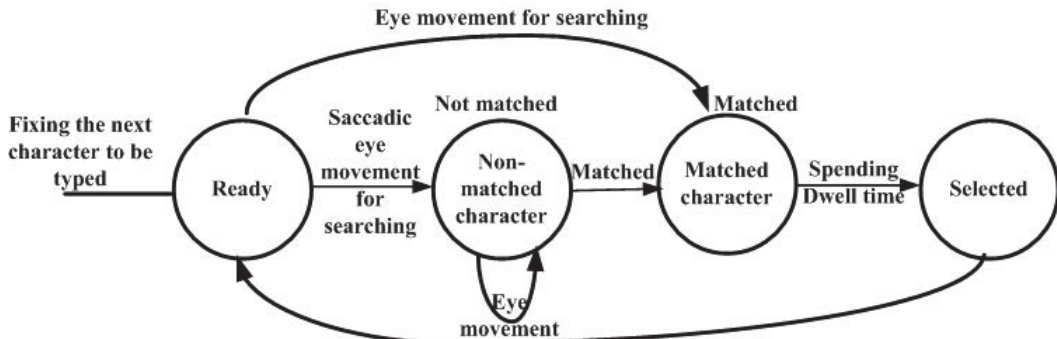 Eye movement for searching
Fixing the next
character to be
typed
Ready
Saccadic
eye
movement
for
searching
Not matched
Non-
matched
character
Eye
movement
Matched
Matched
Matched
character
Spending
Dwell time
Selected